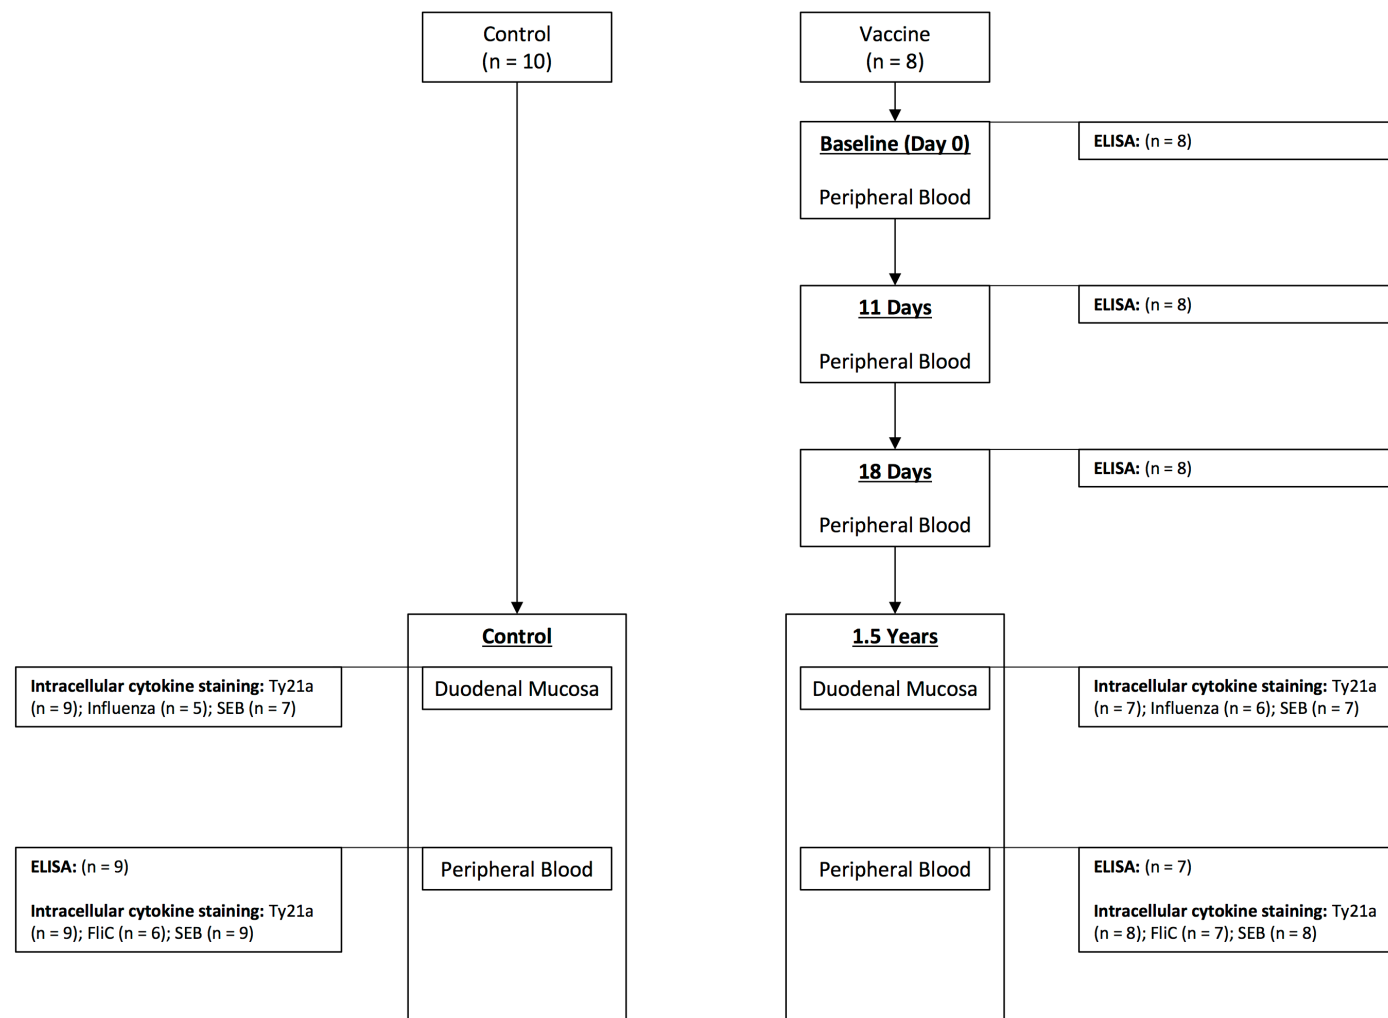 Control
(n = 10)
Vaccine
(n = 8)
Baseline (Day 0)
Peripheral Blood
ELISA: (n = 8)
11 Days
Peripheral Blood
ELISA: (n = 8)
18 Days
Peripheral Blood
ELISA: (n = 8)
Control
Duodenal Mucosa
Intracellular cytokine staining: Ty21a
(n = 9); Influenza (n = 5); SEB (n = 7)
Peripheral Blood
ELISA: (n = 9)
Intracellular cytokine staining: Ty21a
(n = 9); FliC (n = 6); SEB (n = 9)
1.5 Years
Duodenal Mucosa
Intracellular cytokine staining: Ty21a
(n = 7); Influenza (n = 6); SEB (n = 7)
Peripheral Blood
ELISA: (n = 7)
Intracellular cytokine staining: Ty21a
(n = 8); FliC (n = 7); SEB (n = 8)